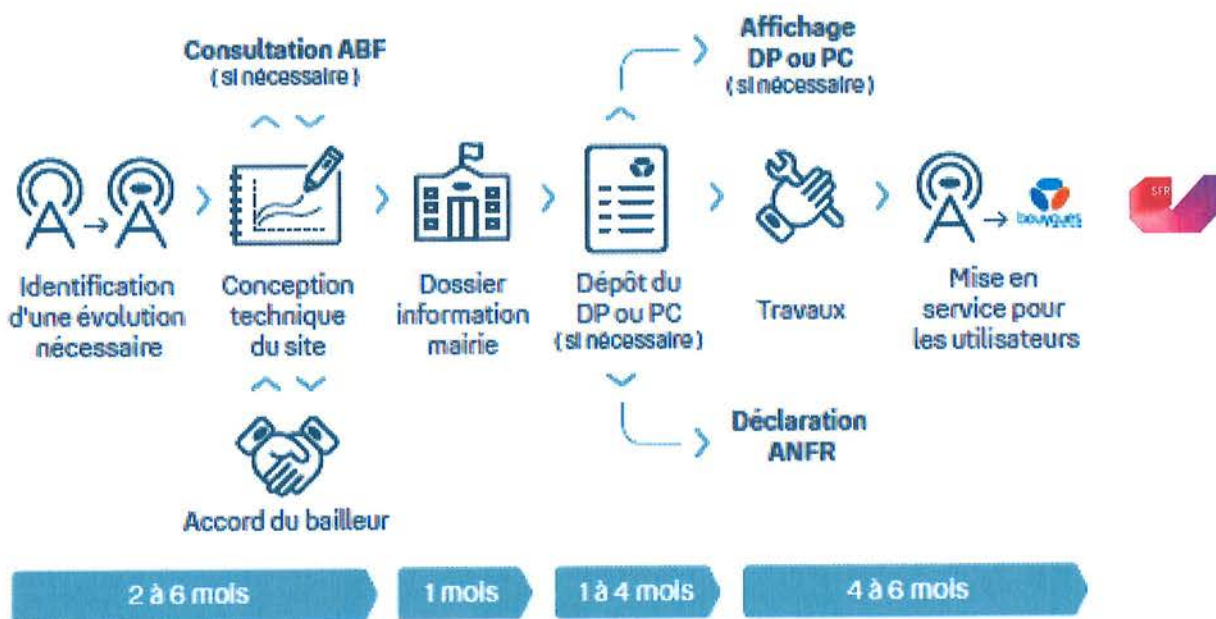 Consultation ABF
(si nécessaire)
Affichage
DP ou PC
(si nécessaire)
Identification
d'une évolution
nécessaire
Conception
technique
du site
Dossier
information
mairie
Dépôt du
DP ou PC
(si nécessaire)
Travaux
bouygues
SFR
Mise en
service pour
les utilisateurs
Accord du bailleur
Déclaration
ANFR
2 à 6 mois
1 mois
1 à 4 mois
4 à 6 mois